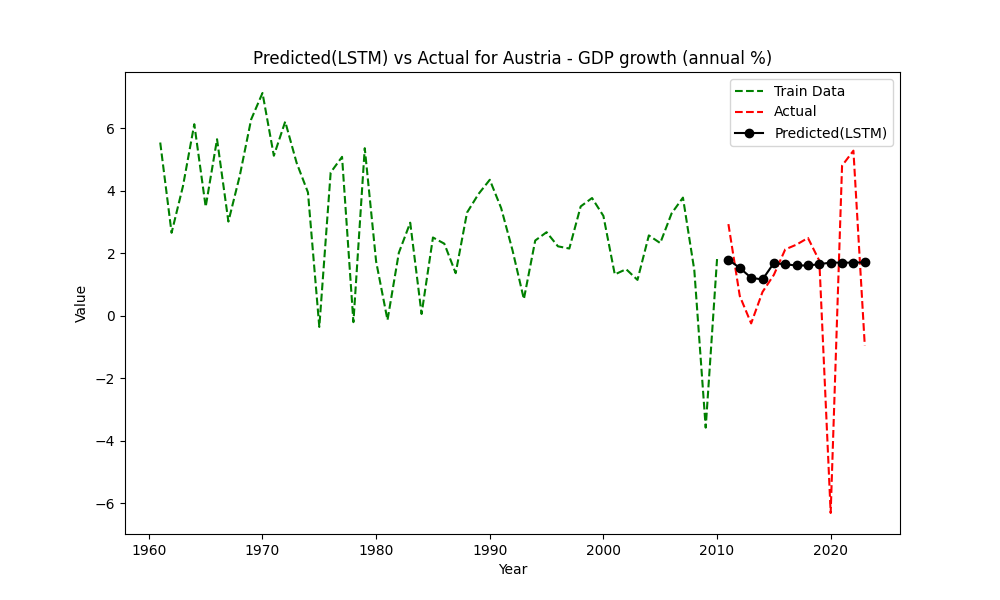 Predicted(LSTM) vs Actual for Austria - GDP growth (annual %)
Train Data
Actual
Predicted(LSTM)
Value
6
4
2
0
−2
−4
−6
1960 1970 1980 1990 2000 2010 2020
Year